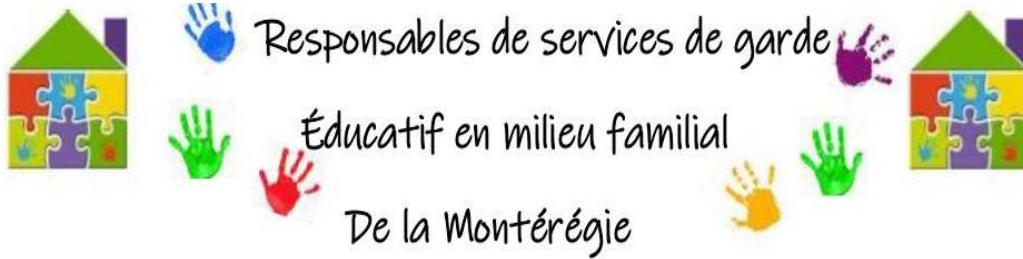 Responsables de services de garde
Éducatif en milieu familial
De la Montérégie